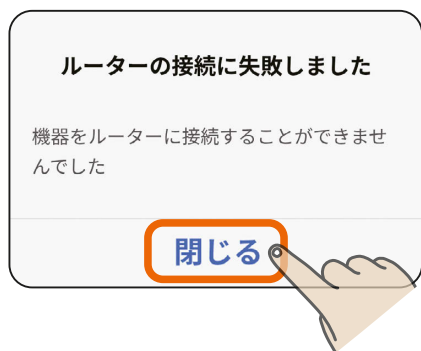 ルーターの接続に失敗しました
機器をルーターに接続することができませ
んでした
閉じる